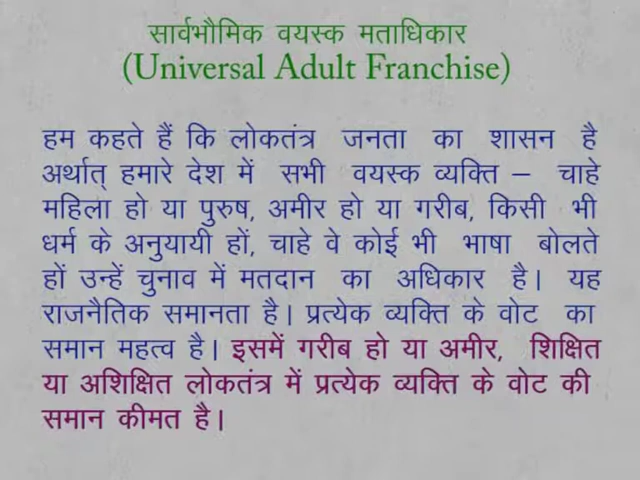 सार्वभौमिक वयस्क मताधिकार
(Universal Adult Franchise)
हम कहते हैं कि लोकतंत्र जनता का शासन है
अर्थात् हमारे देश में सभी वयस्क व्यक्ति – चाहे
महिला हो या पुरुष, अमीर हो या गरीब, किसी भी
धर्म के अनुयायी हों, चाहे वे कोई भी भाषा बोलते
हों उन्हें चुनाव में मतदान का अधिकार है। यह
राजनैतिक समानता है। प्रत्येक व्यक्ति के वोट का
समान महत्व है। इसमें गरीब हो या अमीर, शिक्षित
या अशिक्षित लोकतंत्र में प्रत्येक व्यक्ति के वोट की
समान कीमत है।